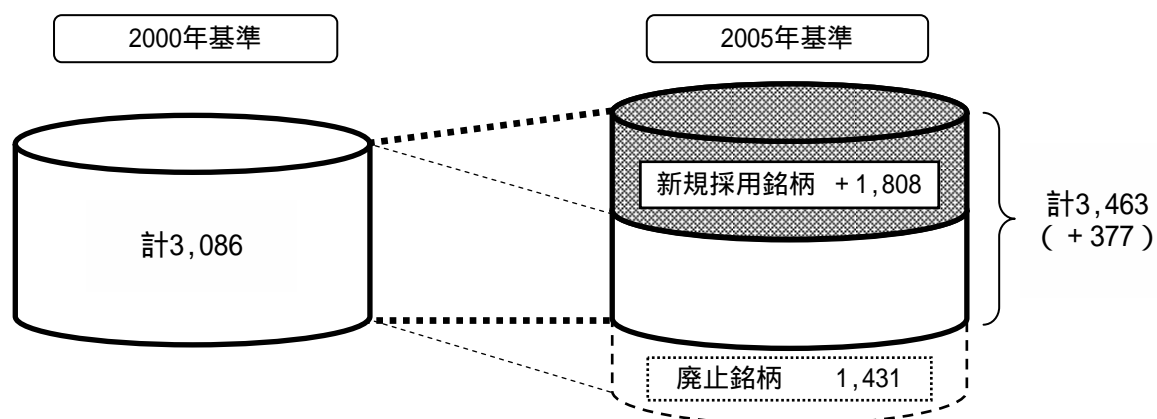 2000年基準
2005年基準
計3,086
新規採用銘柄 +1,808
廃止銘柄 1,431
計3,463
(+377)